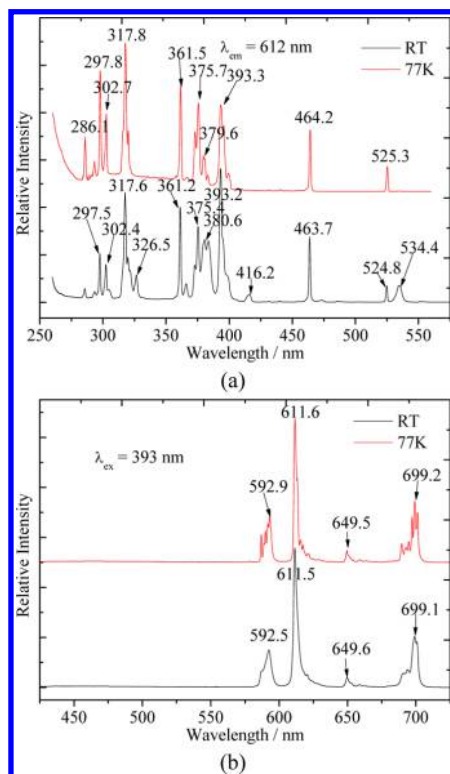 317.8
361.5
λem = 612 nm
RT
77K
297.8
375.7
393.3
302.7
379.6
286.1
464.2
525.3
317.6
361.2
393.2
375.4
380.6
297.5
302.4
326.5
463.7
416.2
524.8
534.4
Relative Intensity
250 300 350 400 450 500 550
Wavelength / nm
(a)
611.6
RT
77K
λex = 393 nm
592.9
699.2
649.5
611.5
592.5
649.6
699.1
Relative Intensity
450 500 550 600 650 700
Wavelength / nm
(b)